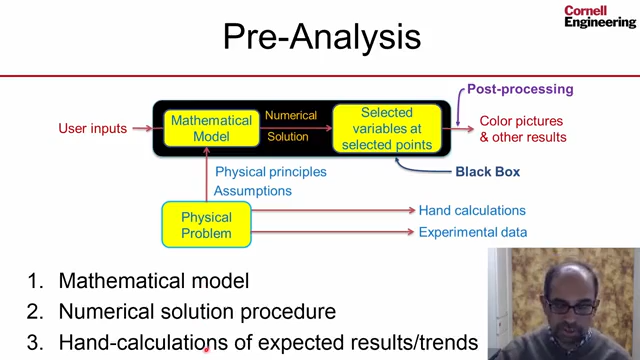 Cornell
Engineering
Pre-Analysis
Post-processing
User inputs
Mathematical
Model
Numerical
Solution
Selected
variables at
selected points
Color pictures
& other results
Physical principles
Assumptions
Black Box
Physical
Problem
Hand calculations
Experimental data
1. Mathematical model
2. Numerical solution procedure
3. Hand-calculations of expected results/trends